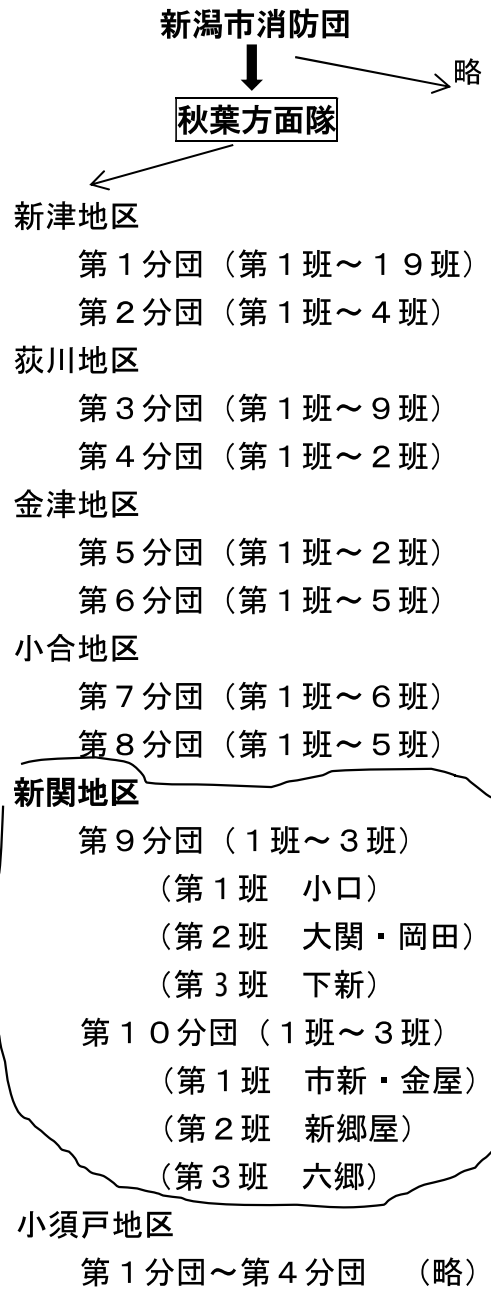 新潟市消防団
略
秋葉方面隊
新津地区
第１分団（第１班～１９班）
第２分団（第１班～４班）
荻川地区
第３分団（第１班～９班）
第４分団（第１班～２班）
金津地区
第５分団（第１班～２班）
第６分団（第１班～５班）
小合地区
第７分団（第１班～６班）
第８分団（第１班～５班）
新関地区
第９分団（１班～３班）
（第１班　小口）
（第２班　大関・岡田）
（第３班　下新）
第１０分団（１班～３班）
（第１班　市新・金屋）
（第２班　新郷屋）
（第３班　六郷）
小須戸地区
第１分団～第４分団　（略）